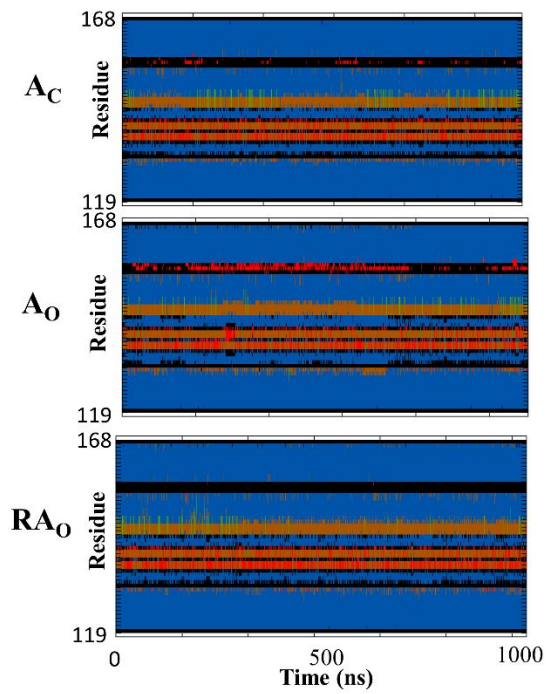 168
A_C
Residue
119
168
A_O
Residue
119
168
RA_O
Residue
119
0 500 1000
Time (ns)